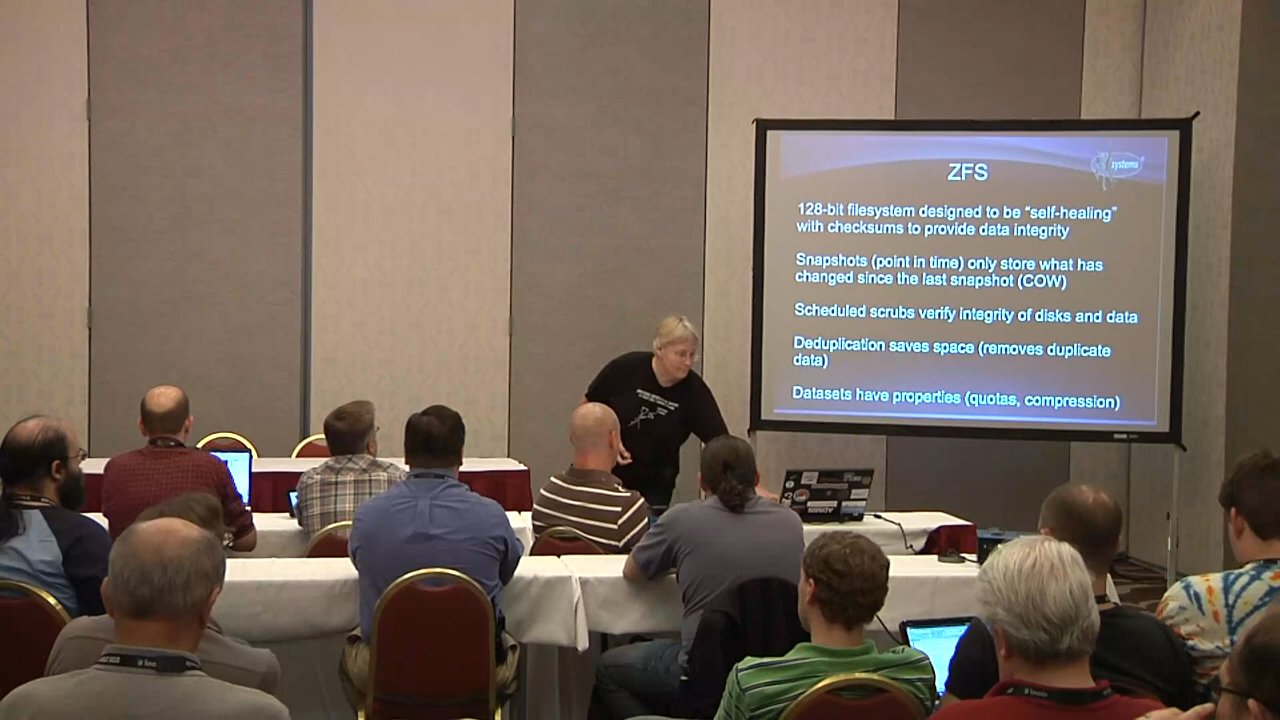 systems
ZFS
128-bit filesystem designed to be “self-healing”
with checksums to provide data integrity
Snapshots (point in time) only store what has
changed since the last snapshot (COW)
Scheduled scrubs verify integrity of disks and data
Deduplication saves space (removes duplicate
data)
Datasets have properties (quotas, compression)